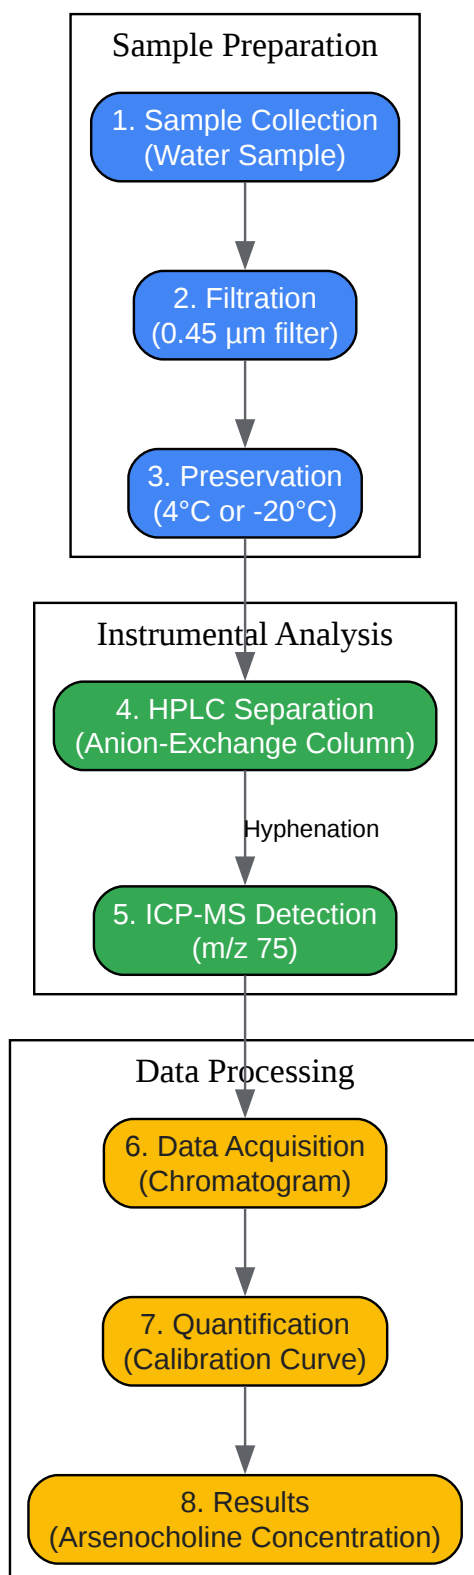 Sample Preparation
1. Sample Collection
(Water Sample)
2. Filtration
(0.45 µm filter)
3. Preservation
(4°C or -20°C)
Instrumental Analysis
4. HPLC Separation
(Anion-Exchange Column)
Hyphenation
5. ICP-MS Detection
(m/z 75)
Data Processing
6. Data Acquisition
(Chromatogram)
7. Quantification
(Calibration Curve)
8. Results
(Arsenocholine Concentration)